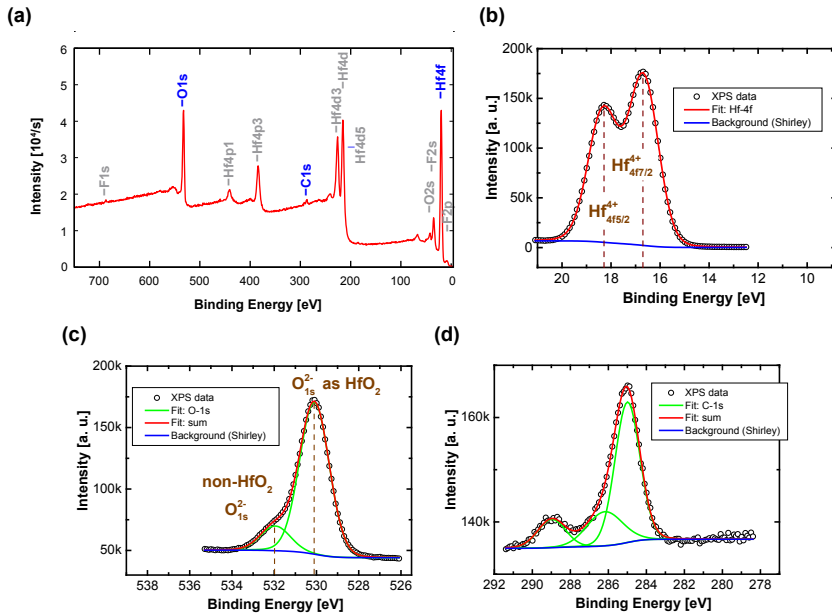 (a)
Intensity [10⁴/s]
6
5
4
3
2
1
0
700
600
500
400
300
200
100
0
Binding Energy [eV]
–F1s
–O1s
–Hf4p1
–Hf4p3
–C1s
–Hf4d3
–Hf4d
–Hf4d5
–O2s
–F2s
–Hf4f
–F2p
(b)
Intensity [a. u.]
200k
150k
100k
50k
0
20
18
16
14
12
10
Binding Energy [eV]
XPS data
Fit: Hf-4f
Background (Shirley)
Hf⁴⁺4f7/2
Hf⁴⁺4f5/2
(c)
Intensity [a. u.]
200k
150k
100k
50k
538
536
534
532
530
528
526
Binding Energy [eV]
XPS data
Fit: O-1s
Fit: sum
Background (Shirley)
O²⁻1s as HfO₂
non-HfO₂
O²⁻1s
(d)
Intensity [a. u.]
160k
140k
292
290
288
286
284
282
280
278
Binding Energy [eV]
XPS data
Fit: C-1s
Fit: sum
Background (Shirley)